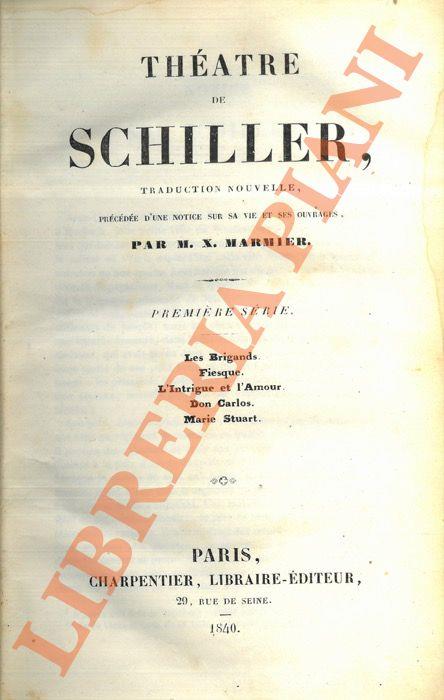 THÉATRE
DE
SCHILLER,
TRADUCTION NOUVELLE,
PRÉCÉDÉE D'UNE NOTICE SUR SA VIE ET SES OUVRAGES,
PAR M. X. MARMIER.
PREMIÈRE SÉRIE.
Les Brigands.
Fiesque.
L'Intrigue et l'Amour.
Don Carlos.
Marie Stuart.
PARIS,
CHARPENTIER, LIBRAIRE-ÉDITEUR,
29, RUE DE SEINE.
1840.
LIBRERIA PIANI